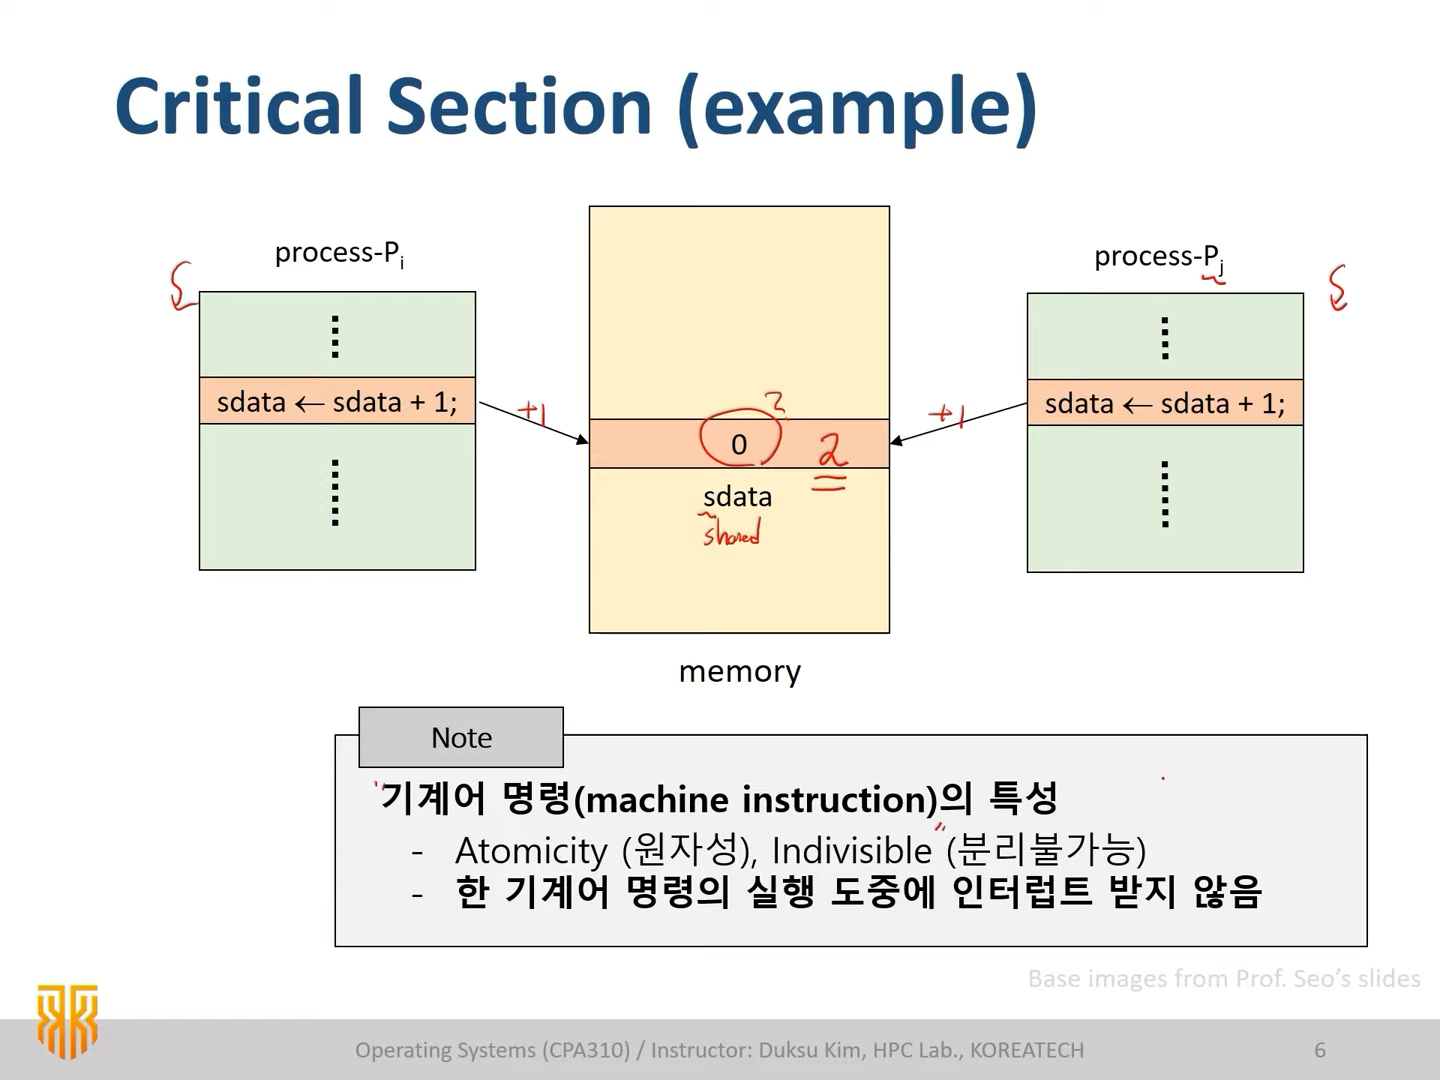 Critical Section (example)
process-Pi
process-Pj
sdata ← sdata + 1;
+1
2
0
2
+1
sdata ← sdata + 1;
sdata
shared
memory
Note
"기계어 명령(machine instruction)의 특성"
- Atomicity (원자성), Indivisible (분리불가능)
- 한 기계어 명령의 실행 도중에 인터럽트 받지 않음
Base images from Prof. Seo's slides
Operating Systems (CPA310) / Instructor: Duksu Kim, HPC Lab., KOREATECH
6